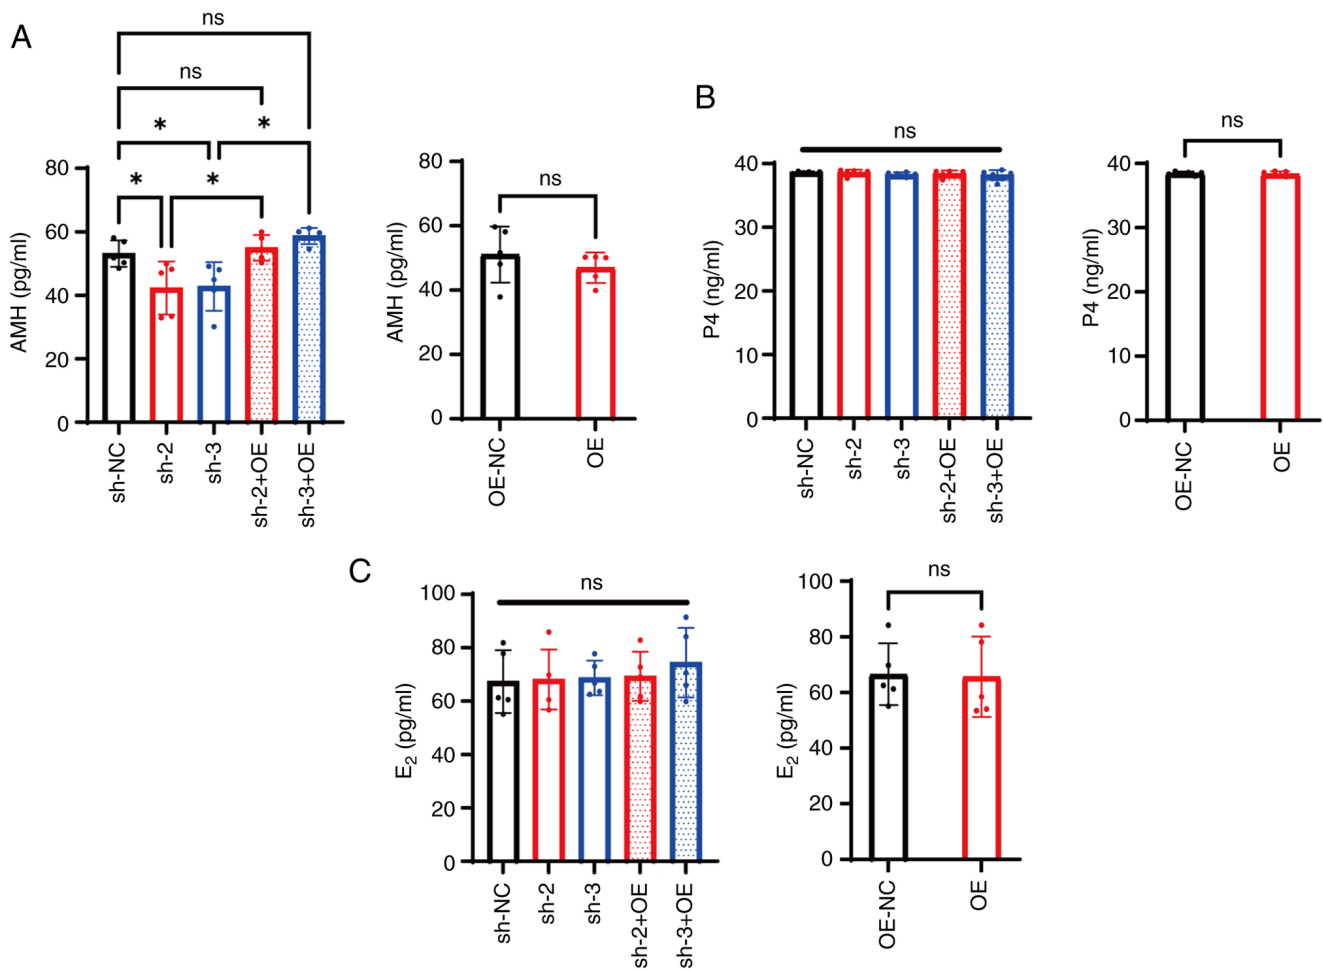 A
ns
ns
*
*
*
*
AMH (pg/ml)
80
60
40
20
0
sh-NC
sh-2
sh-3
sh-2+OE
sh-3+OE
ns
AMH (pg/ml)
80
60
40
20
0
OE-NC
OE
B
ns
P4 (ng/ml)
40
30
20
10
0
sh-NC
sh-2
sh-3
sh-2+OE
sh-3+OE
ns
P4 (ng/ml)
40
30
20
10
0
OE-NC
OE
C
ns
E₂ (pg/ml)
100
80
60
40
20
0
sh-NC
sh-2
sh-3
sh-2+OE
sh-3+OE
ns
E₂ (pg/ml)
100
80
60
40
20
0
OE-NC
OE